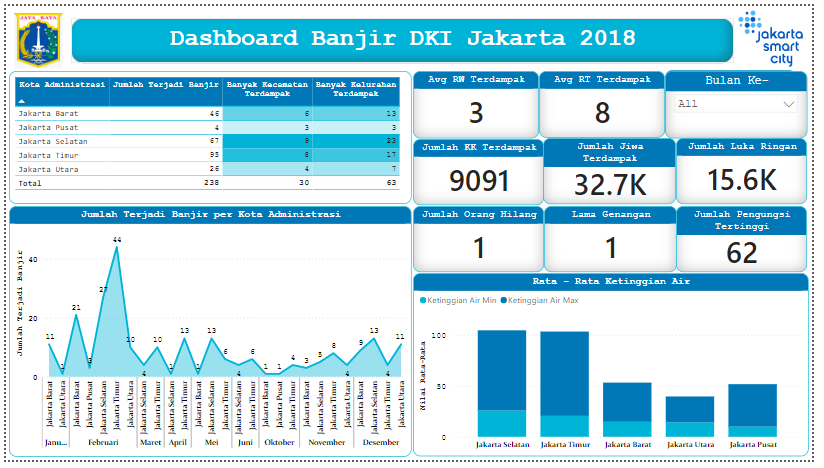 JAYA RAYA
Dashboard Banjir DKI Jakarta 2018
jakarta
smart
city
Kota Administrasi Jumlah Terjadi Banjir Banyak Kecamatan Terdampak Banyak Kelurahan Terdampak
Jakarta Barat 46 6 13
Jakarta Pusat 4 3 3
Jakarta Selatan 67 9 23
Jakarta Timur 95 8 17
Jakarta Utara 26 4 7
Total 238 30 63
Avg RW Terdampak
3
Avg RT Terdampak
8
Bulan Ke-
All
Jumlah KK Terdampak
9091
Jumlah Jiwa
Terdampak
32.7K
Jumlah Luka Ringan
15.6K
Jumlah Orang Hilang
1
Lama Genangan
1
Jumlah Pengungsi
Tertinggi
62
Jumlah Terjadi Banjir per Kota Administrasi
Jumlah Terjadi Banjir
40
20
0
11 1 21 3 27 44 10 4 10 1 13 1 13 6 4 6 1 1 4 3 5 8 4 9 13 4 11
Jakarta Barat
Jakarta Utara
Jakarta Barat
Jakarta Pusat
Jakarta Selatan
Jakarta Timur
Jakarta Utara
Jakarta Selatan
Jakarta Timur
Jakarta Selatan
Jakarta Timur
Jakarta Barat
Jakarta Selatan
Jakarta Timur
Jakarta Selatan
Jakarta Timur
Jakarta Barat
Jakarta Pusat
Jakarta Timur
Jakarta Barat
Jakarta Selatan
Jakarta Timur
Jakarta Utara
Jakarta Barat
Jakarta Selatan
Jakarta Timur
Jakarta Utara
Janu... Februari Maret April Mei Juni Oktober November Desember
Rata - Rata Ketinggian Air
Ketinggian Air Min Ketinggian Air Max
Nilai Rata-Rata
100
50
0
Jakarta Selatan Jakarta Timur Jakarta Barat Jakarta Utara Jakarta Pusat